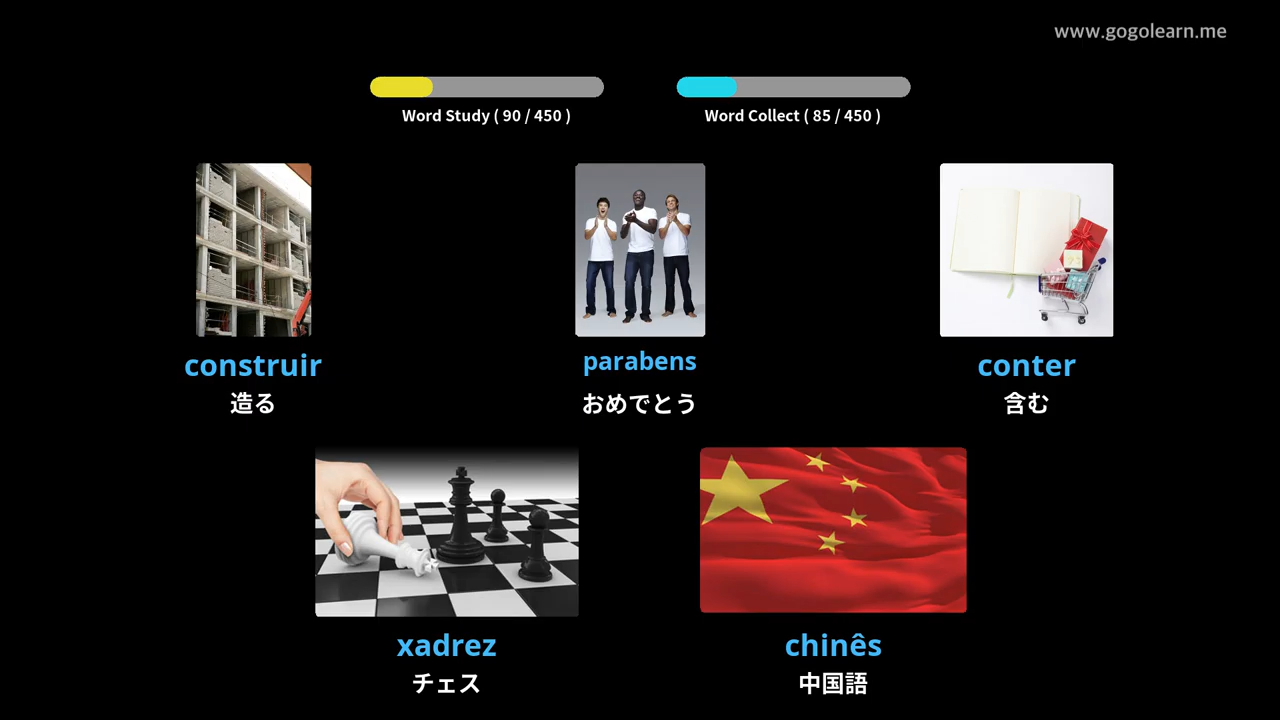 www.gogolearn.me
Word Study ( 90 / 450 )
Word Collect ( 85 / 450 )
construir
造る
parabens
おめでとう
conter
含む
xadrez
チェス
chinês
中国語